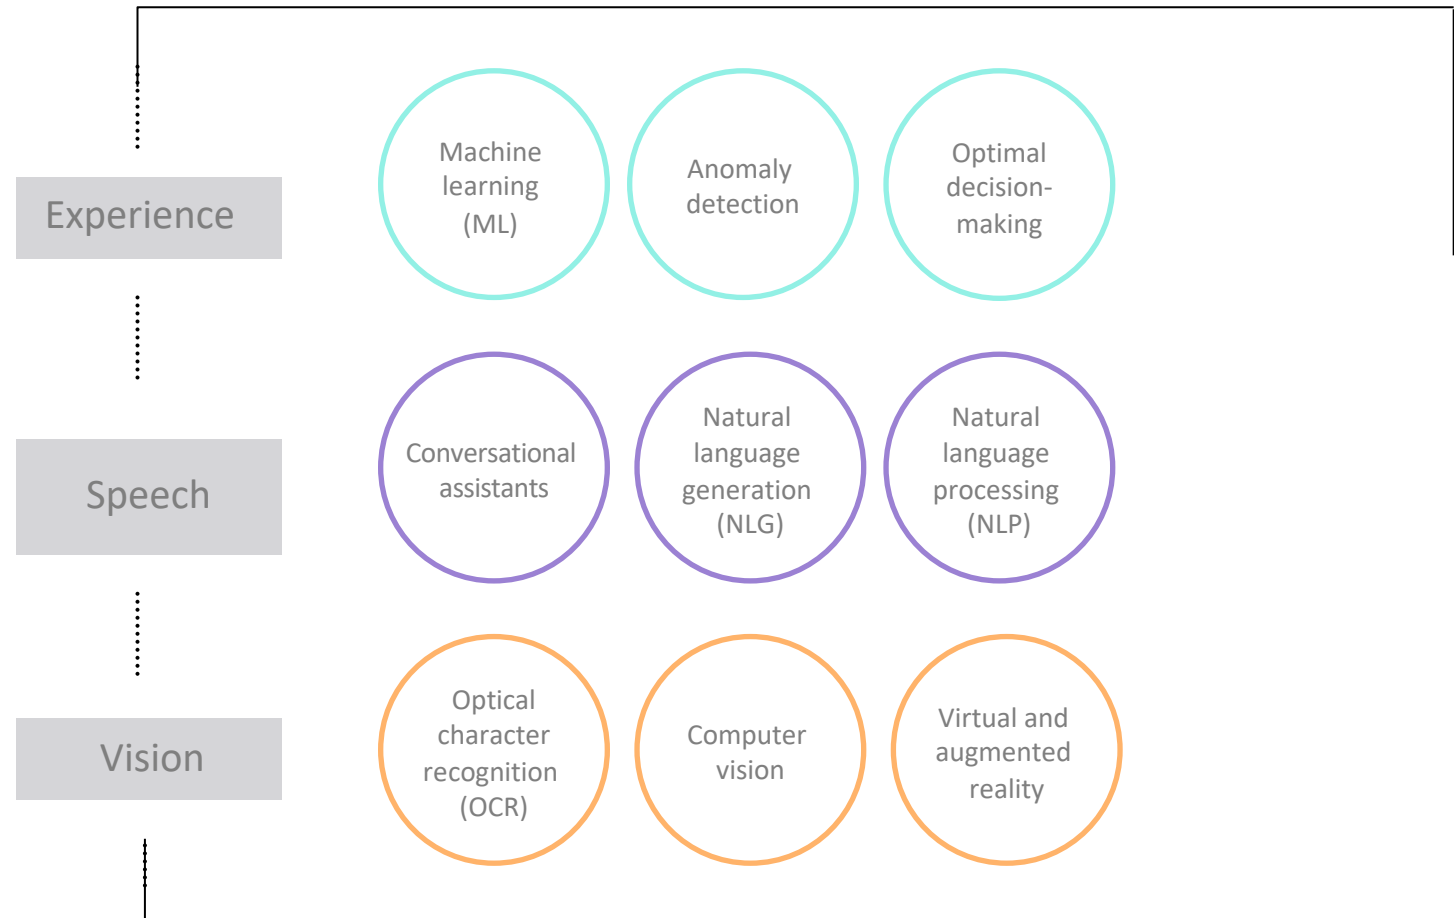 Experience
Machine
learning
(ML)
Anomaly
detection
Optimal
decision-
making
Speech
Conversational
assistants
Natural
language
generation
(NLG)
Natural
language
processing
(NLP)
Vision
Optical
character
recognition
(OCR)
Computer
vision
Virtual and
augmented
reality